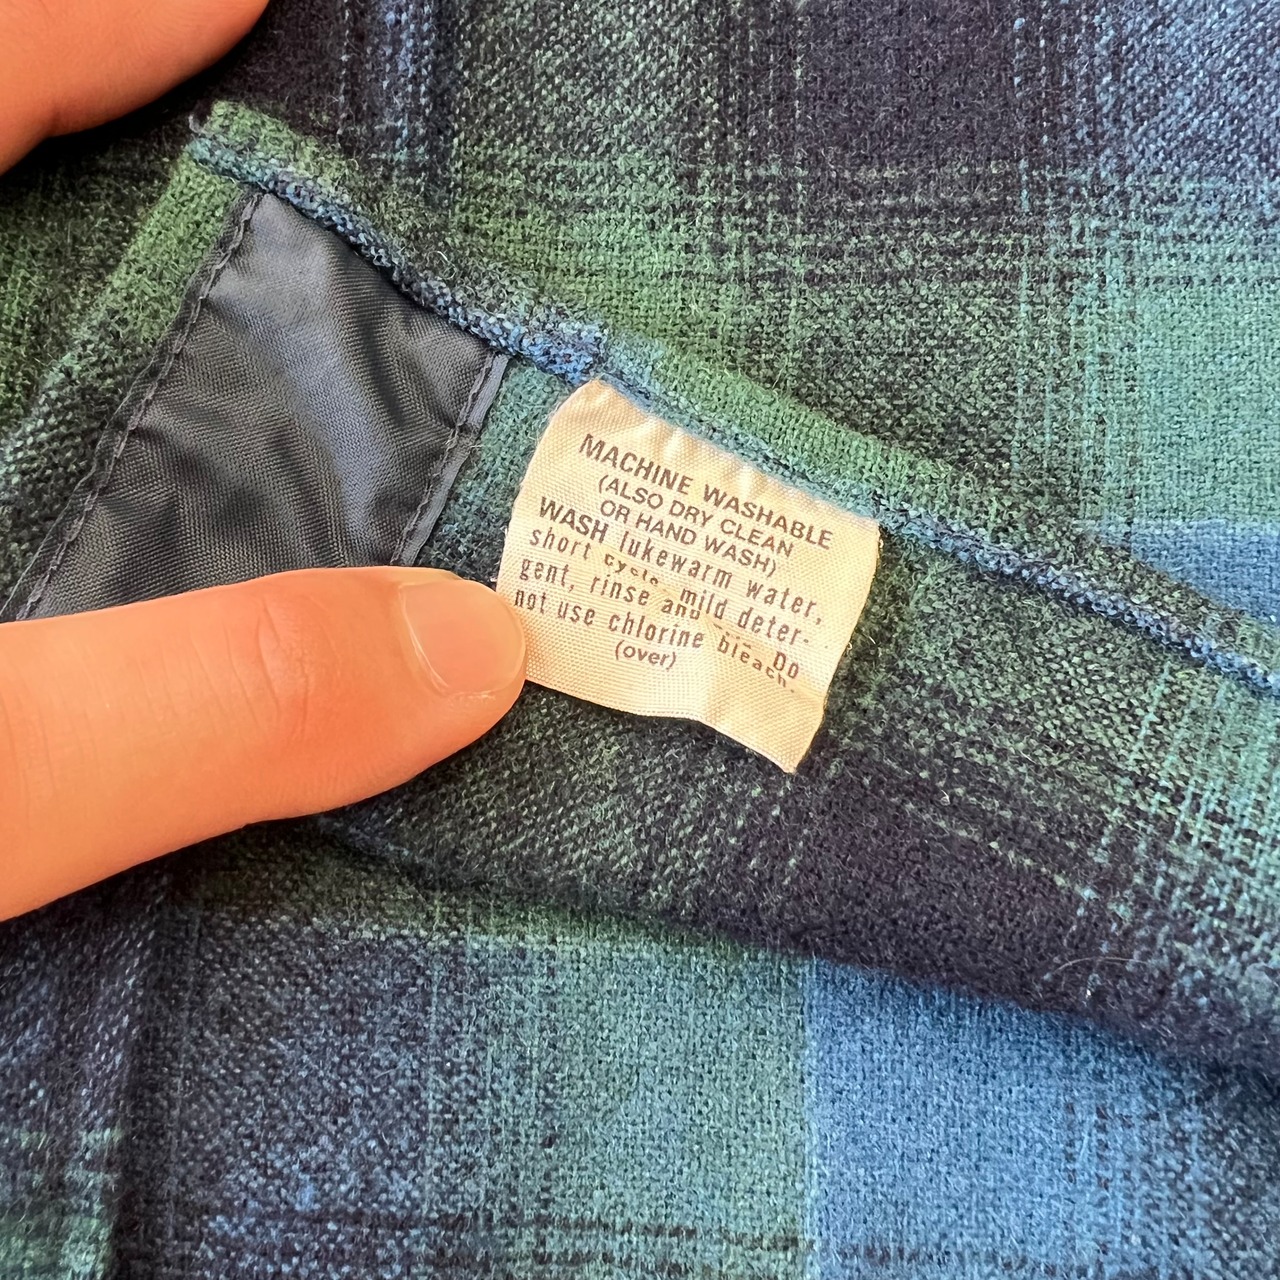 MACHINE WASHABLE
(ALSO DRY CLEAN
OR HAND WASH)
WASH lukewarm water,
short cycle, mild deter-
gent, rinse and Do
not use chlorine bleach.
(over)